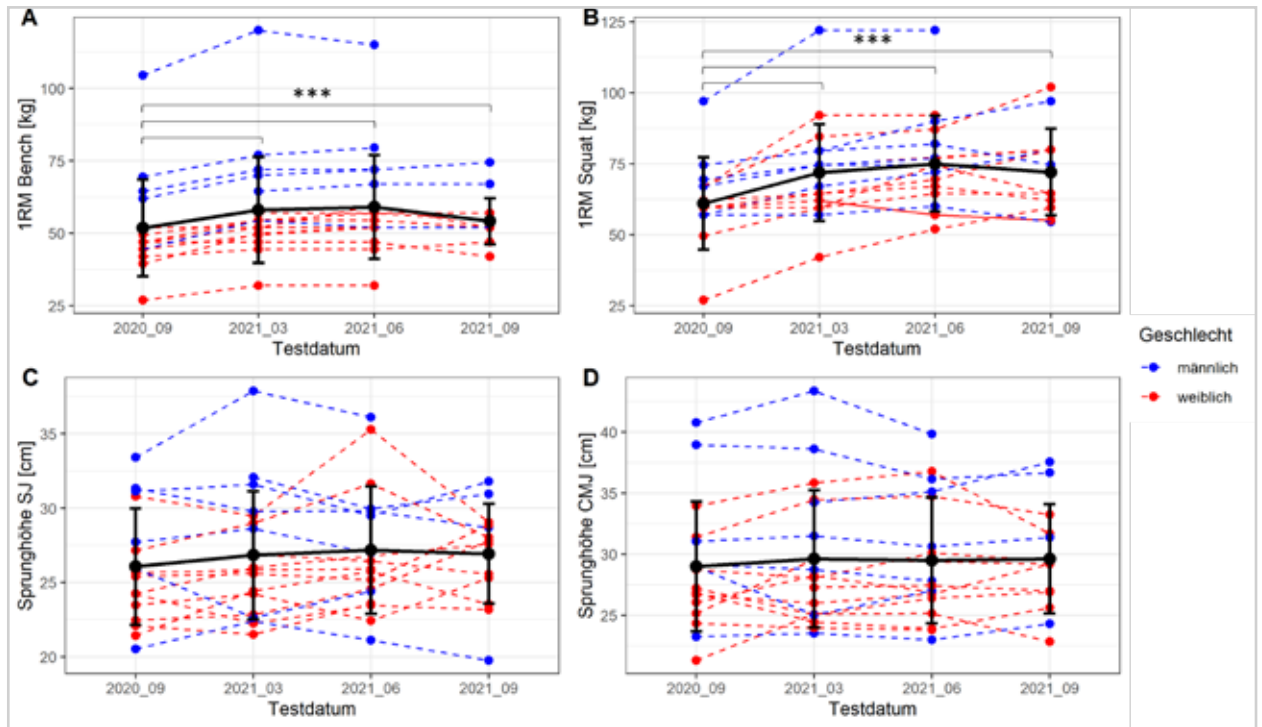 A
1RM Bench [kg]
100
75
50
25
***
2020_09 2021_03 2021_06 2021_09
Testdatum
B
1RM Squat [kg]
125
100
75
50
25
***
2020_09 2021_03 2021_06 2021_09
Testdatum
C
Sprunghöhe SJ [cm]
35
30
25
20
2020_09 2021_03 2021_06 2021_09
Testdatum
D
Sprunghöhe CMJ [cm]
40
35
30
25
2020_09 2021_03 2021_06 2021_09
Testdatum
Geschlecht
männlich
weiblich